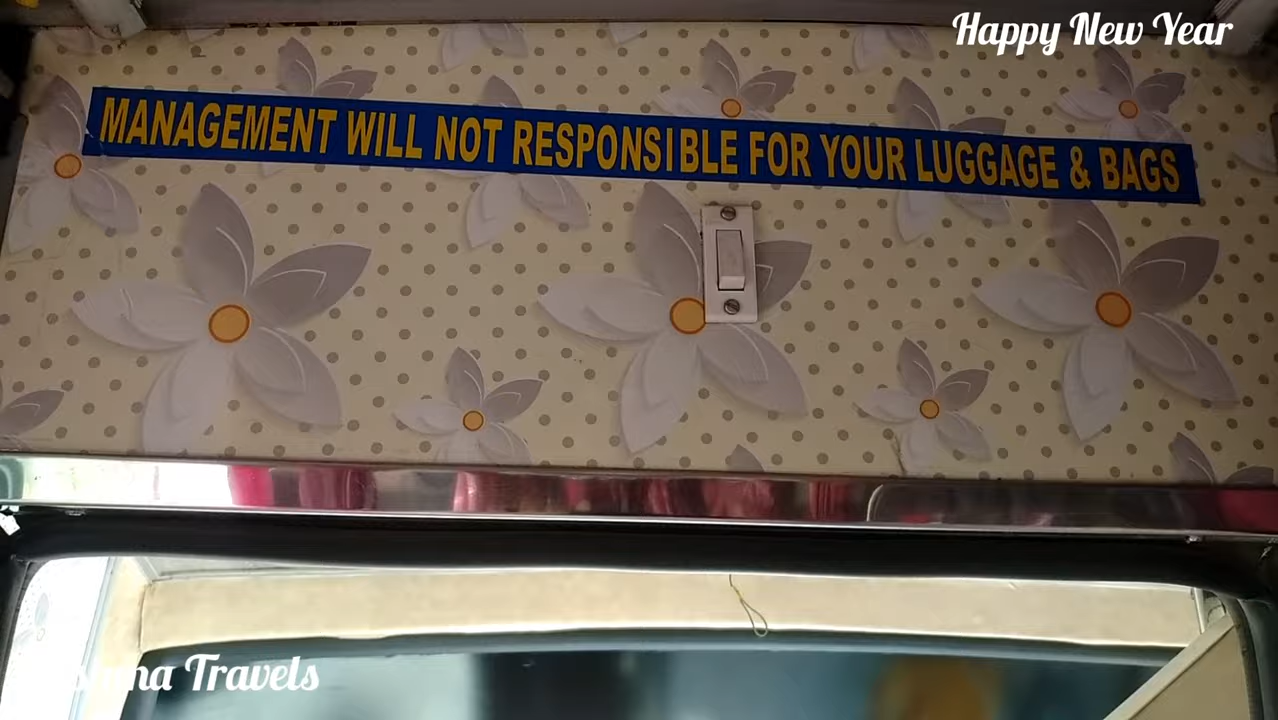 Happy New Year
MANAGEMENT WILL NOT RESPONSIBLE FOR YOUR LUGGAGE & BAGS
Travels